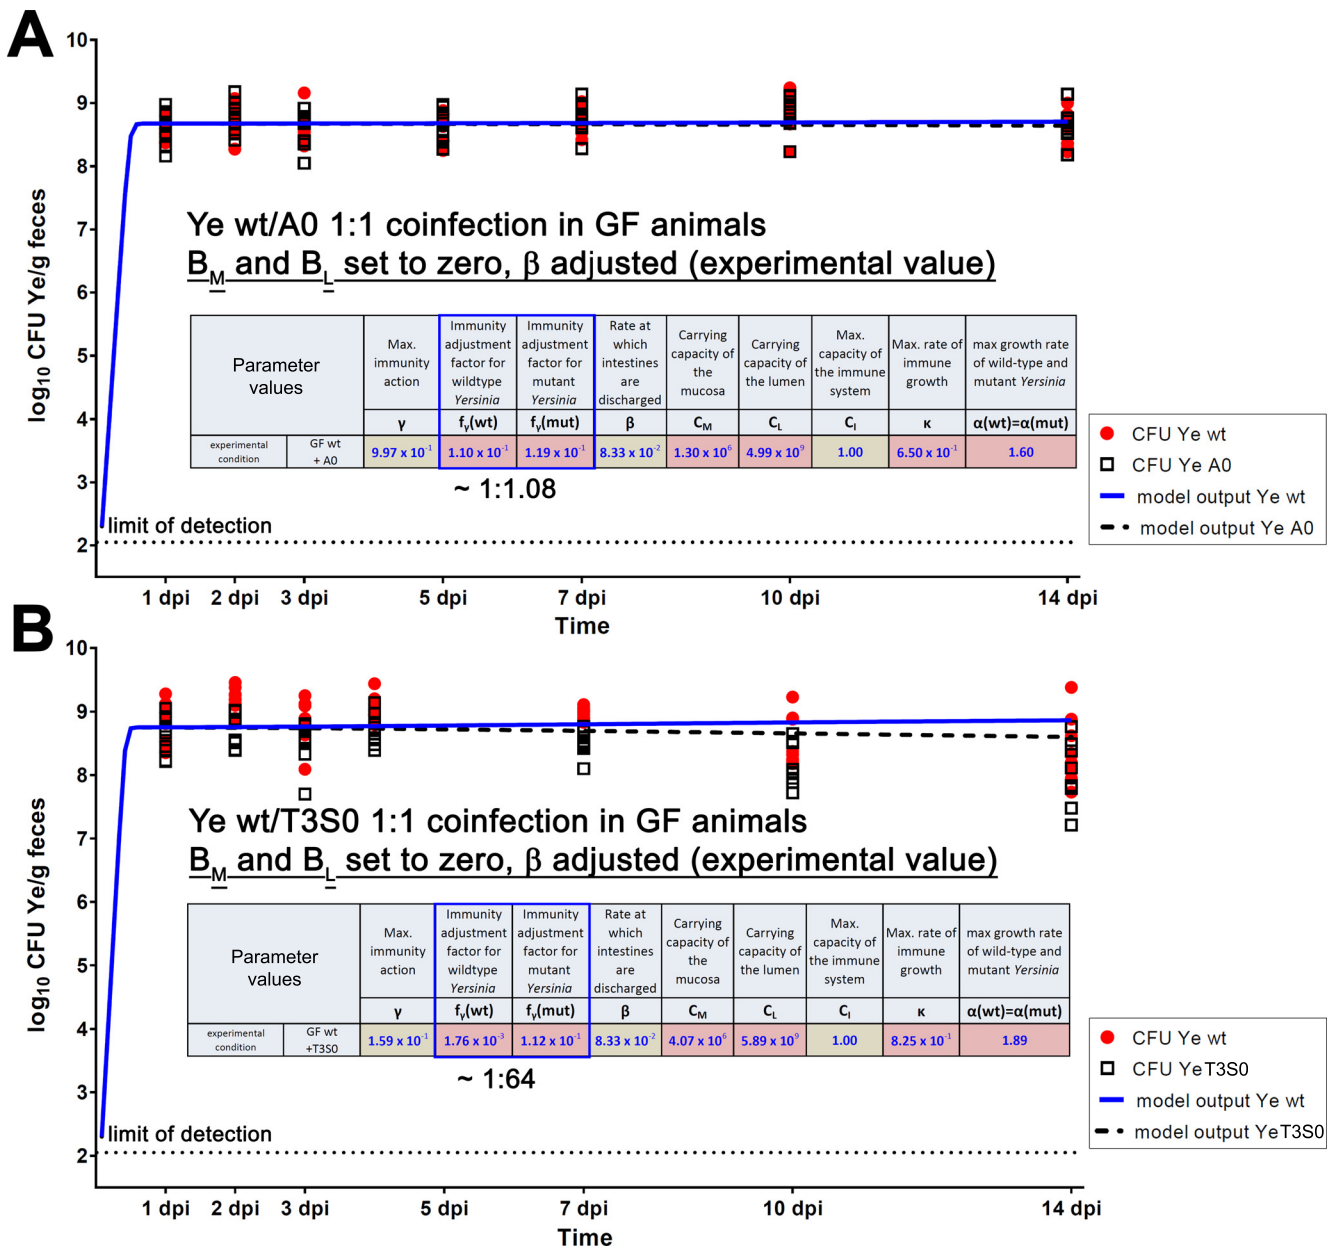 A
10
9
8
7
6
5
4
3
2
log10 CFU Ye/g feces
Ye wt/A0 1:1 coinfection in GF animals
BM and BL set to zero, β adjusted (experimental value)
Parameter
values
Max.
immunity
action
Immunity
adjustment
factor for
wildtype
Yersinia
Immunity
adjustment
factor for
mutant
Yersinia
Rate at
which
intestines
are
discharged
Carrying
capacity of
the
mucosa
Carrying
capacity of
the lumen
Max.
capacity of
the immune
system
Max. rate of
immune
growth
max growth rate
of wild-type and
mutant Yersinia
γ
fγ(wt)
fγ(mut)
β
CM
CL
CI
κ
α(wt)=α(mut)
experimental
condition
GF wt
+ A0
9.97 x 10-1
1.10 x 10-1
1.19 x 10-1
8.33 x 10-2
1.30 x 106
4.99 x 109
1.00
6.50 x 10-1
1.60
~ 1:1.08
limit of detection
CFU Ye wt
CFU Ye A0
model output Ye wt
model output Ye A0
1 dpi 2 dpi 3 dpi 5 dpi 7 dpi 10 dpi 14 dpi
Time
B
10
9
8
7
6
5
4
3
2
log10 CFU Ye/g feces
Ye wt/T3S0 1:1 coinfection in GF animals
BM and BL set to zero, β adjusted (experimental value)
Parameter
values
Max.
immunity
action
Immunity
adjustment
factor for
wildtype
Yersinia
Immunity
adjustment
factor for
mutant
Yersinia
Rate at
which
intestines
are
discharged
Carrying
capacity of
the
mucosa
Carrying
capacity of
the lumen
Max.
capacity of
the immune
system
Max. rate of
immune
growth
max growth rate
of wild-type and
mutant Yersinia
γ
fγ(wt)
fγ(mut)
β
CM
CL
CI
κ
α(wt)=α(mut)
experimental
condition
GF wt
+T3S0
1.59 x 10-1
1.76 x 10-3
1.12 x 10-1
8.33 x 10-2
4.07 x 106
5.89 x 109
1.00
8.25 x 10-1
1.89
~ 1:64
limit of detection
CFU Ye wt
CFU YeT3S0
model output Ye wt
model output YeT3S0
1 dpi 2 dpi 3 dpi 5 dpi 7 dpi 10 dpi 14 dpi
Time